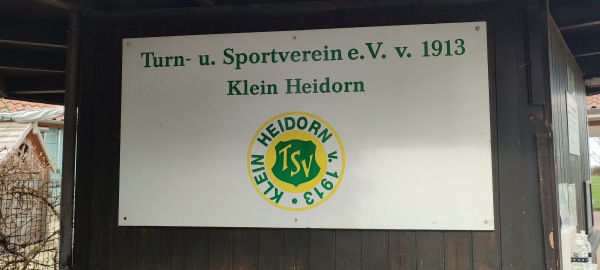 Turn- u. Sportverein e.V. v. 1913
Klein Heidorn
KLEIN HEIDORN v. 1913
TSV